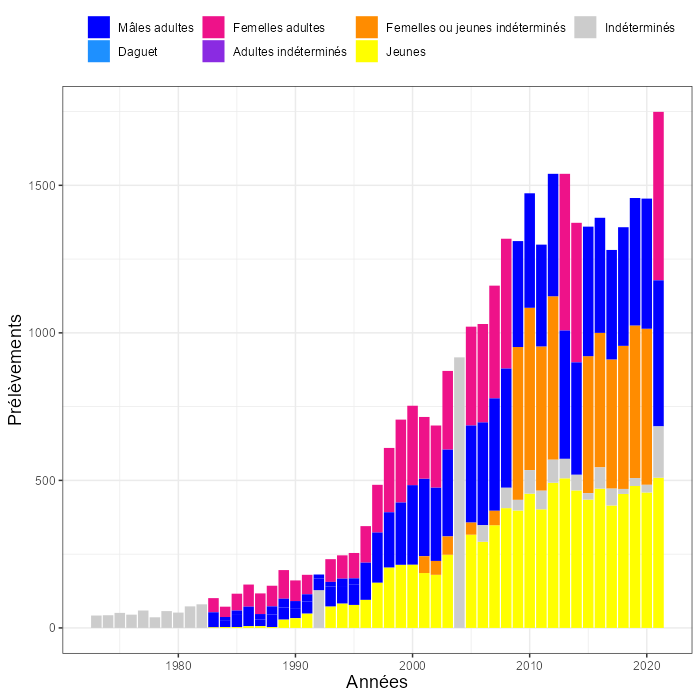 Mâles adultes Femelles adultes Femelles ou jeunes indéterminés Indéterminés
Daguet Adultes indéterminés Jeunes
1500
1000
500
0
Prélèvements
1980 1990 2000 2010 2020
Années